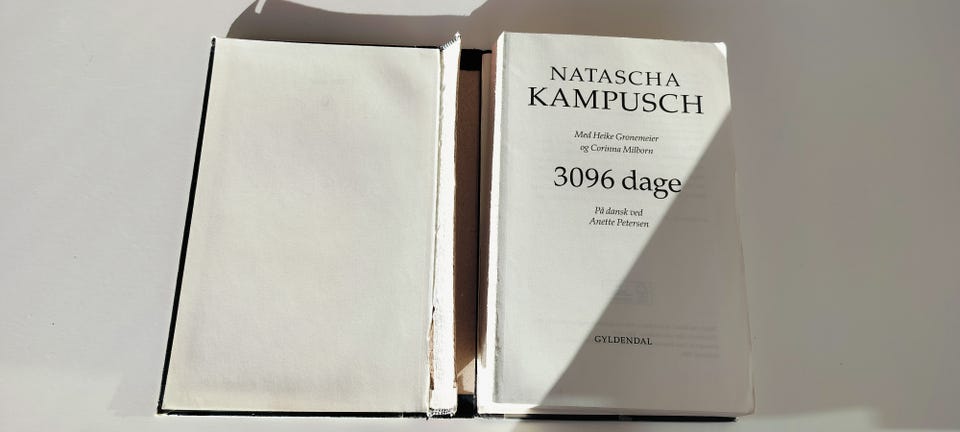 NATASCHA
KAMPUSCH
Med Heike Gronemeier
og Corinna Milborn
3096 dage
På dansk ved
Anette Petersen
GYLDENDAL